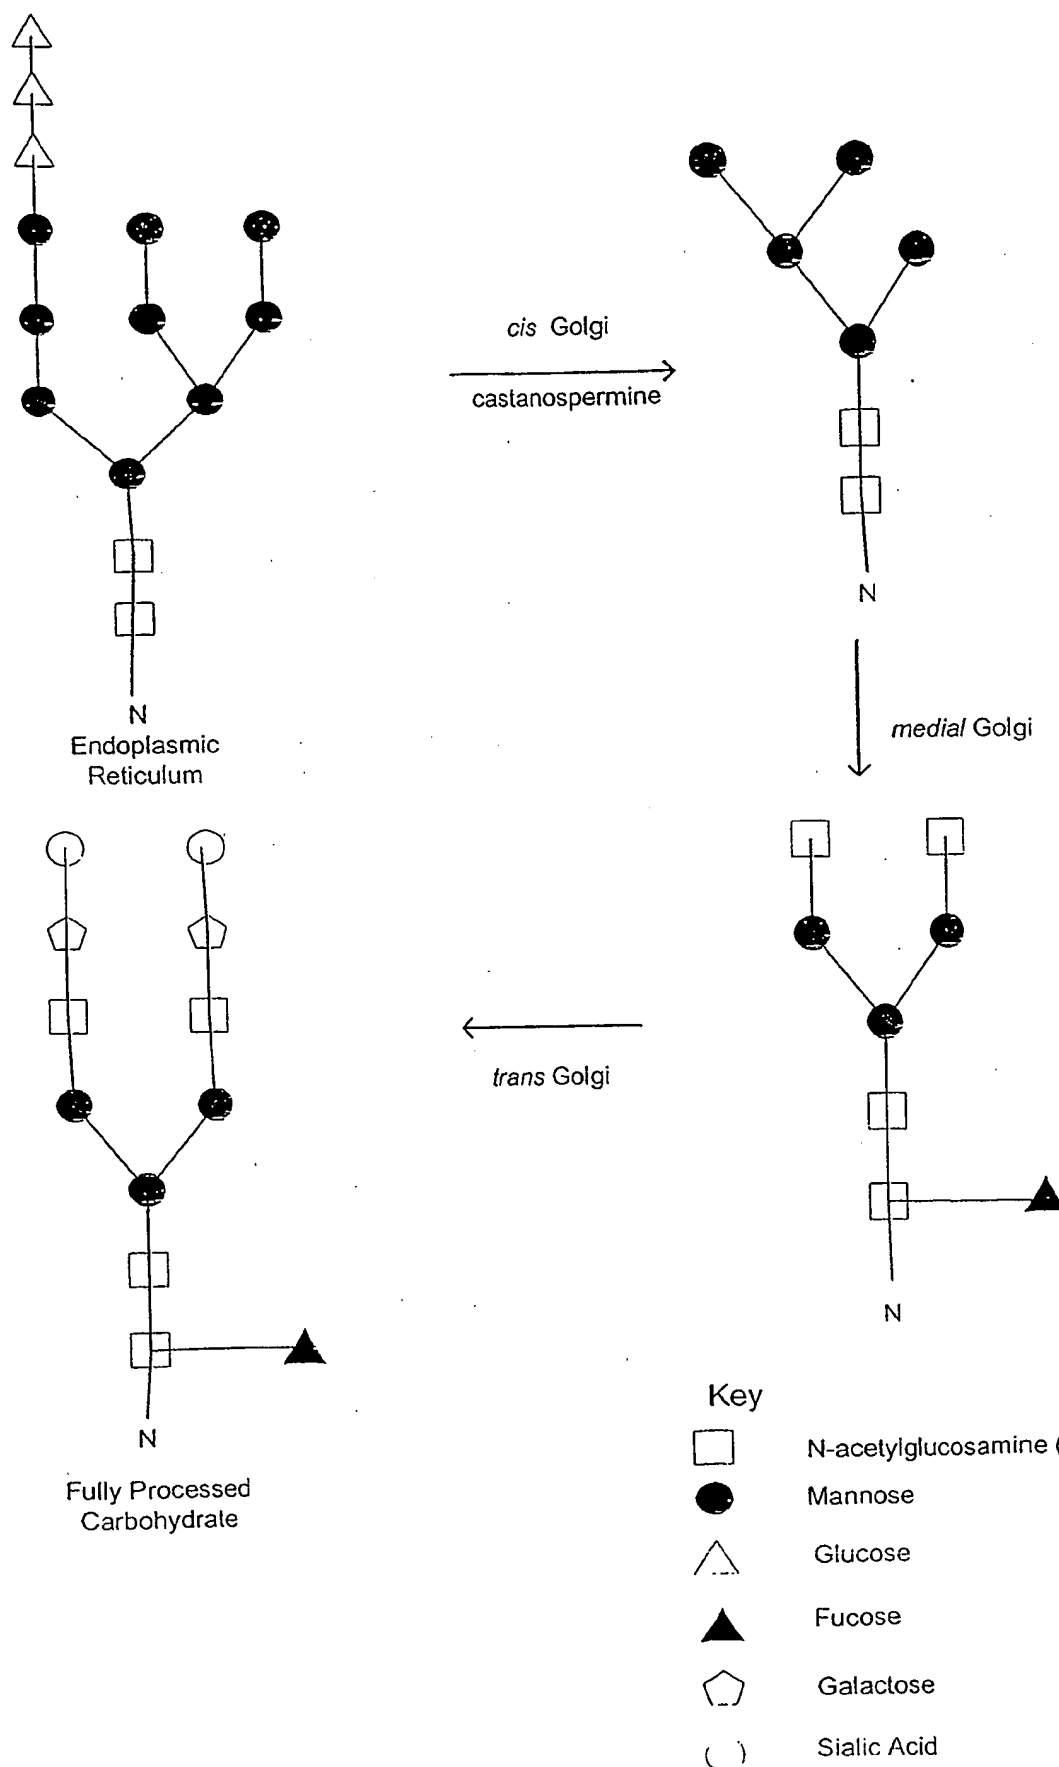 cis Golgi
castanospermine
N
Endoplasmic
Reticulum
N
medial Golgi
trans Golgi
N
N
Fully Processed
Carbohydrate
Key
N-acetylglucosamine (
Mannose
Glucose
Fucose
Galactose
Sialic Acid